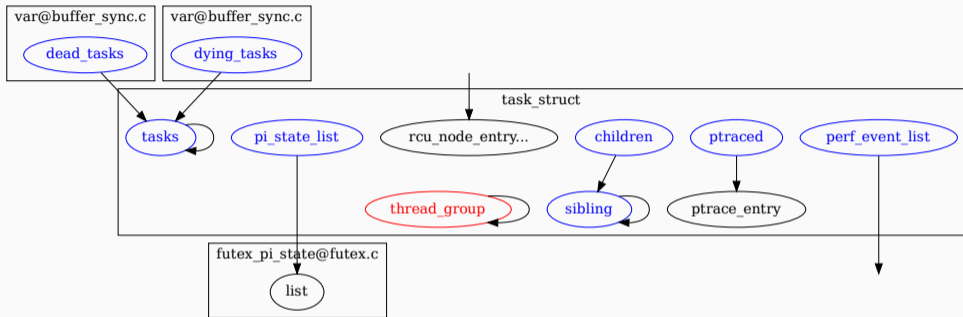 var@buffer_sync.c
var@buffer_sync.c
dead_tasks
dying_tasks
task_struct
tasks
pi_state_list
rcu_node_entry...
children
ptraced
perf_event_list
thread_group
sibling
ptrace_entry
futex_pi_state@futex.c
list